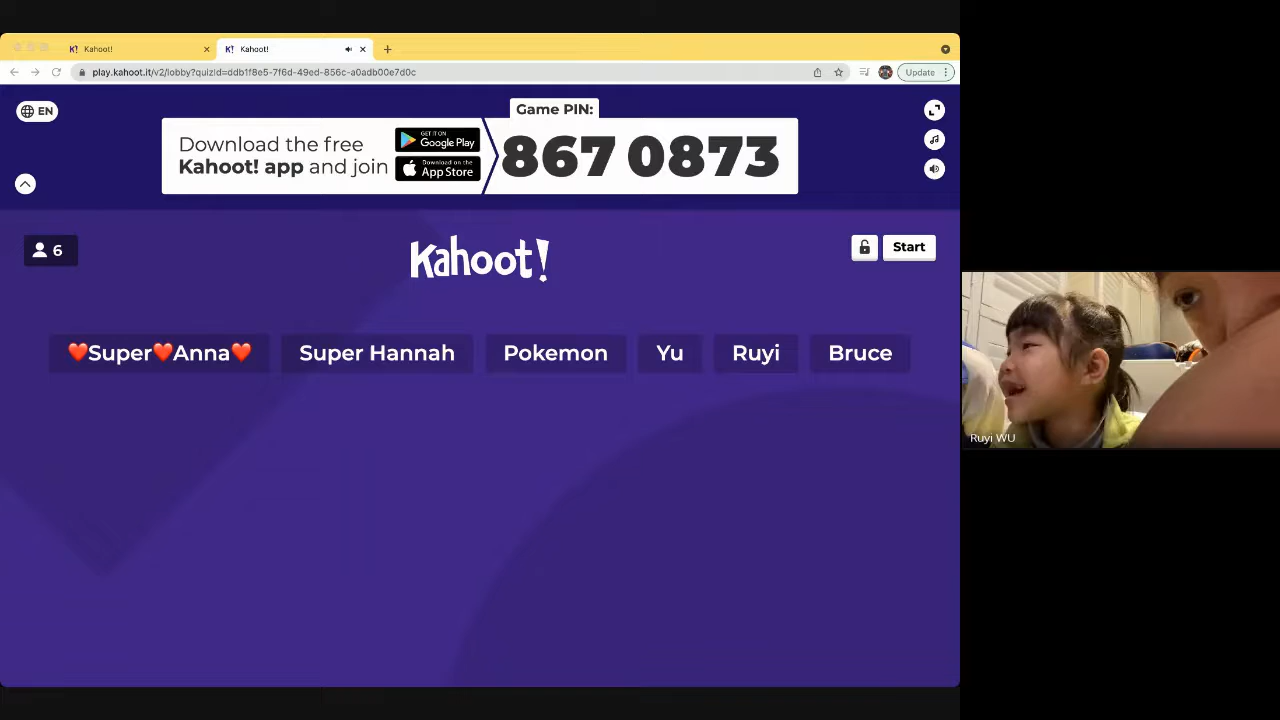 Kahoot!
Kahoot!
play.kahoot.it/v2/lobby?quizId=ddb1f8e5-7f6d-49ed-856c-a0adb00e7d0c
Update
EN
Game PIN:
Download the free
Kahoot! app and join
GET IT ON
Google Play
Download on the
App Store
867 0873
6
Kahoot!
Start
❤️Super❤️Anna❤️
Super Hannah
Pokemon
Yu
Ruyi
Bruce
Ruyi WU